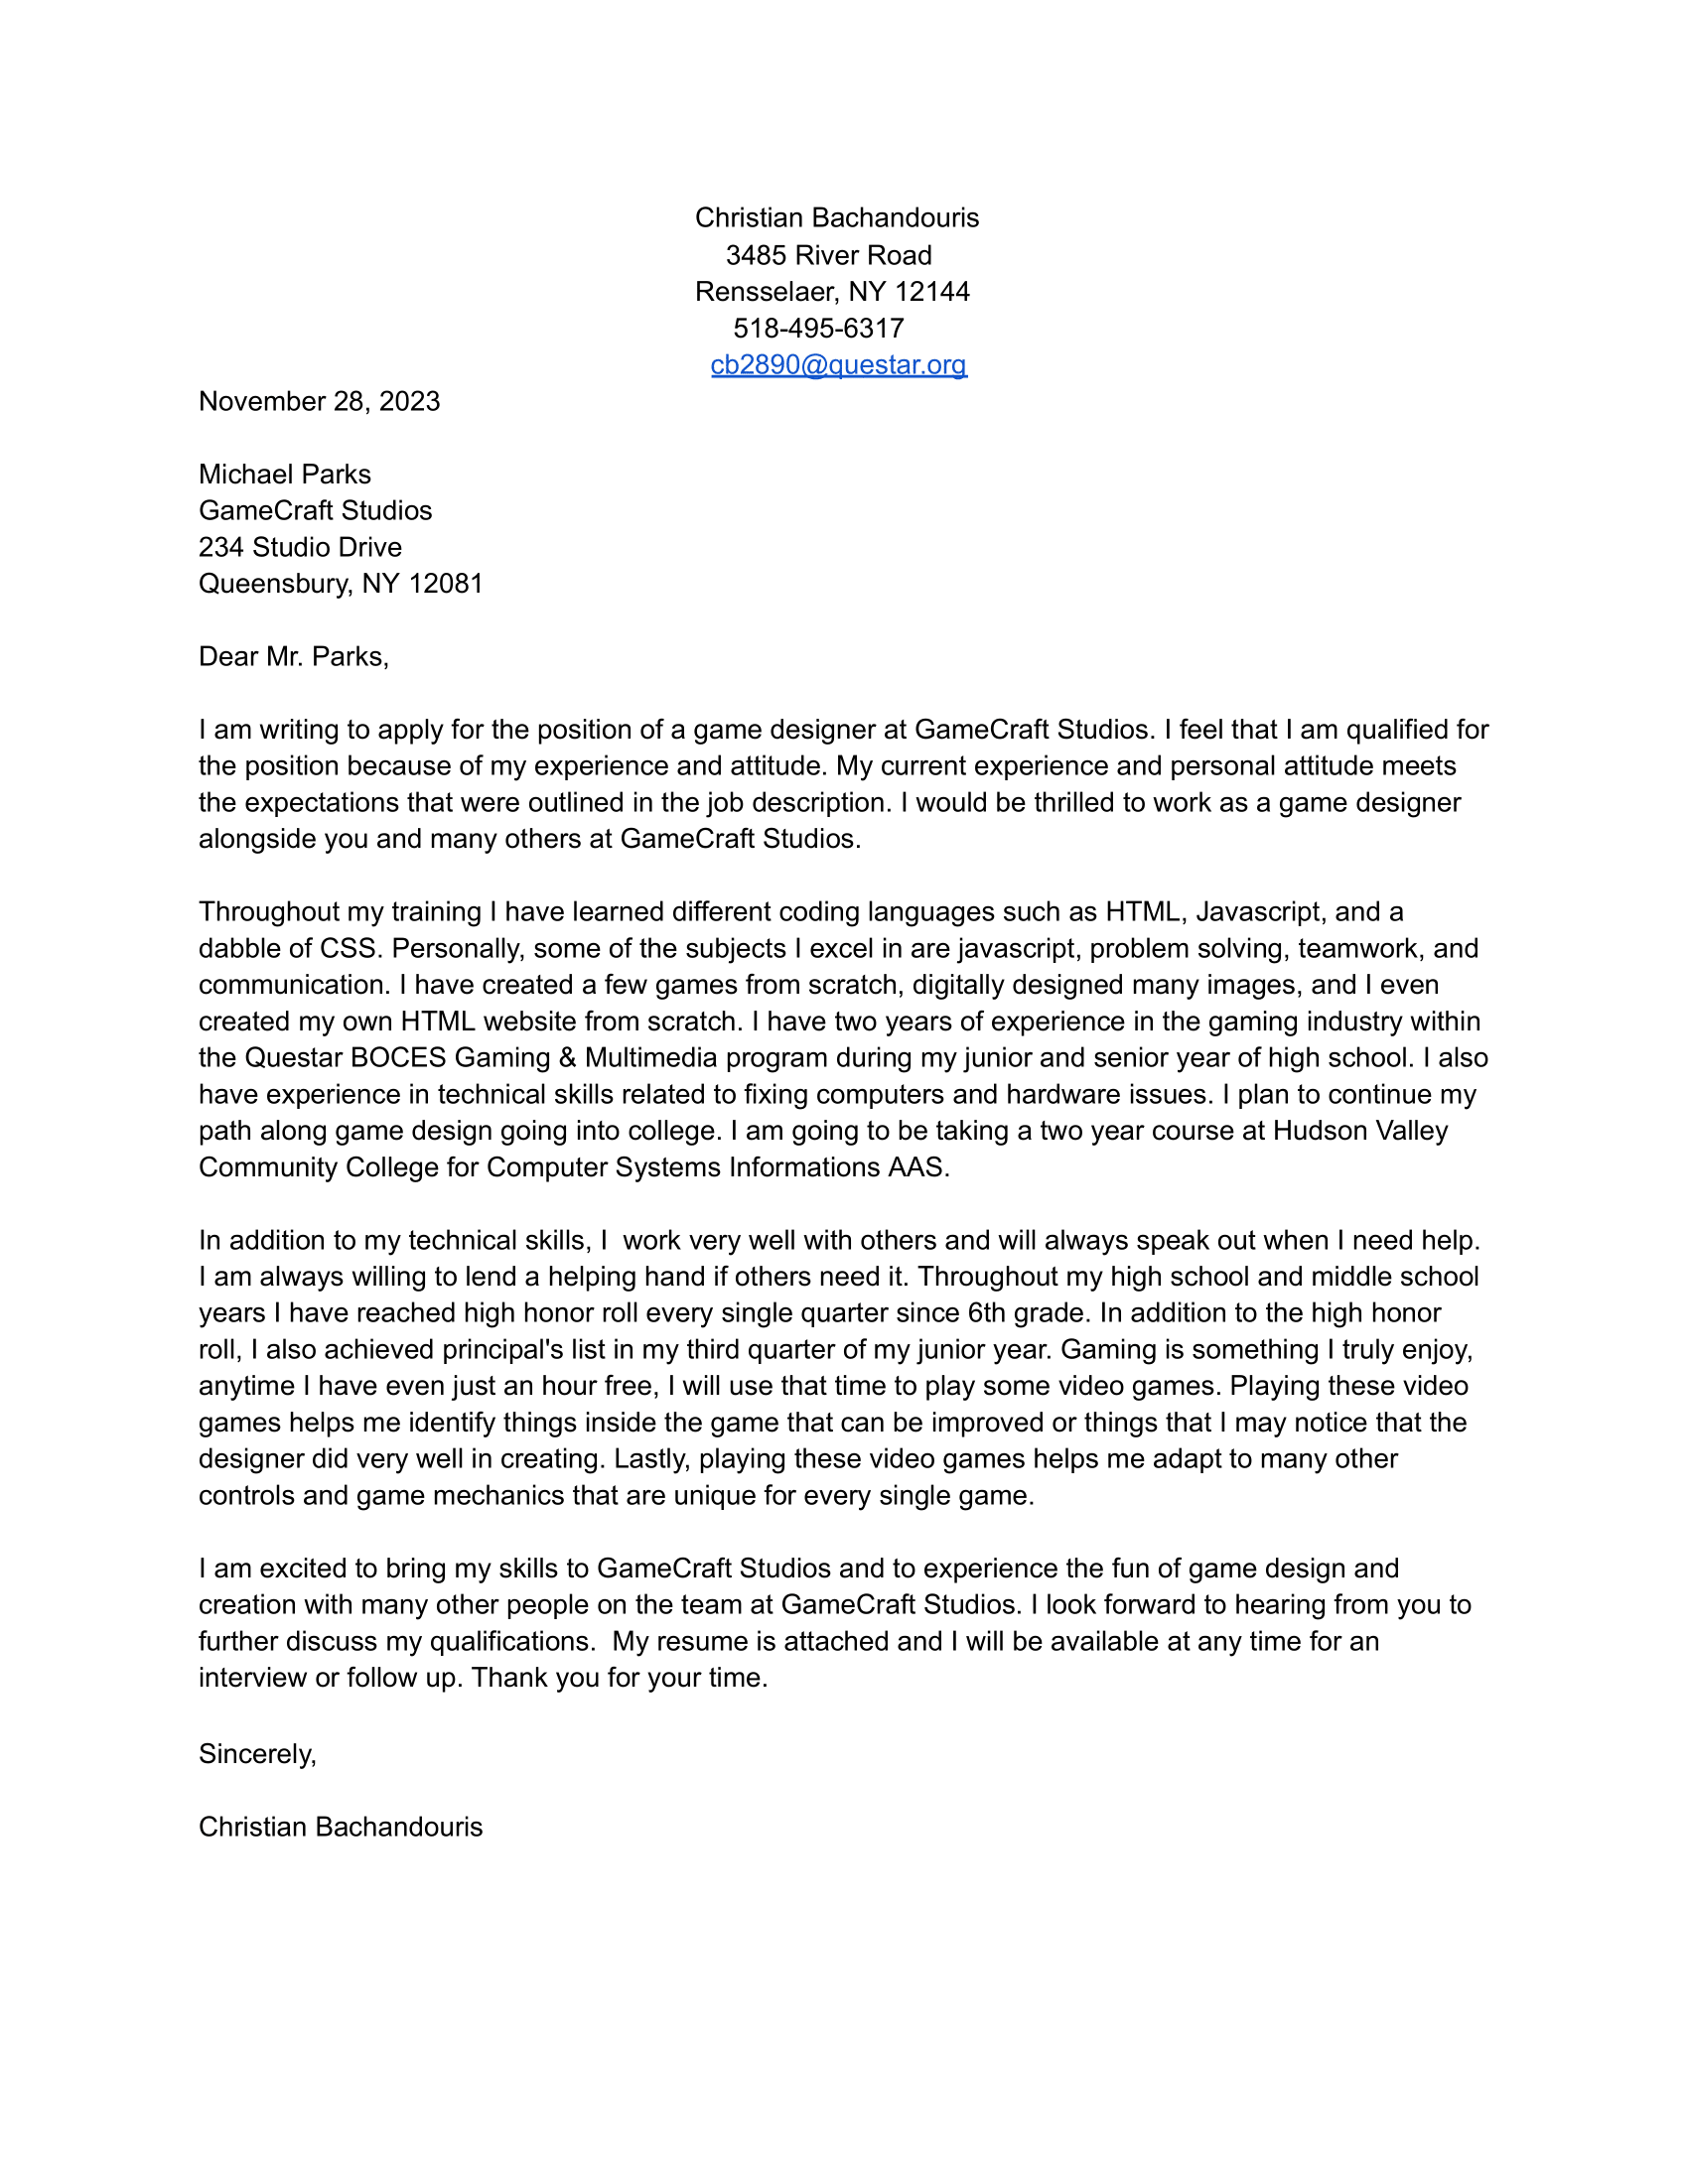 Christian Bachandouris
3485 River Road
Rensselaer, NY 12144
518-495-6317
cb2890@questar.org
November 28, 2023
Michael Parks
GameCraft Studios
234 Studio Drive
Queensbury, NY 12081
Dear Mr. Parks,
I am writing to apply for the position of a game designer at GameCraft Studios. I feel that I am qualified for
the position because of my experience and attitude. My current experience and personal attitude meets
the expectations that were outlined in the job description. I would be thrilled to work as a game designer
alongside you and many others at GameCraft Studios.
Throughout my training I have learned different coding languages such as HTML, Javascript, and a
dabble of CSS. Personally, some of the subjects I excel in are javascript, problem solving, teamwork, and
communication. I have created a few games from scratch, digitally designed many images, and I even
created my own HTML website from scratch. I have two years of experience in the gaming industry within
the Questar BOCES Gaming & Multimedia program during my junior and senior year of high school. I also
have experience in technical skills related to fixing computers and hardware issues. I plan to continue my
path along game design going into college. I am going to be taking a two year course at Hudson Valley
Community College for Computer Systems Informations AAS.
In addition to my technical skills, I  work very well with others and will always speak out when I need help.
I am always willing to lend a helping hand if others need it. Throughout my high school and middle school
years I have reached high honor roll every single quarter since 6th grade. In addition to the high honor
roll, I also achieved principal's list in my third quarter of my junior year. Gaming is something I truly enjoy,
anytime I have even just an hour free, I will use that time to play some video games. Playing these video
games helps me identify things inside the game that can be improved or things that I may notice that the
designer did very well in creating. Lastly, playing these video games helps me adapt to many other
controls and game mechanics that are unique for every single game.
I am excited to bring my skills to GameCraft Studios and to experience the fun of game design and
creation with many other people on the team at GameCraft Studios. I look forward to hearing from you to
further discuss my qualifications.  My resume is attached and I will be available at any time for an
interview or follow up. Thank you for your time.
Sincerely,
Christian Bachandouris